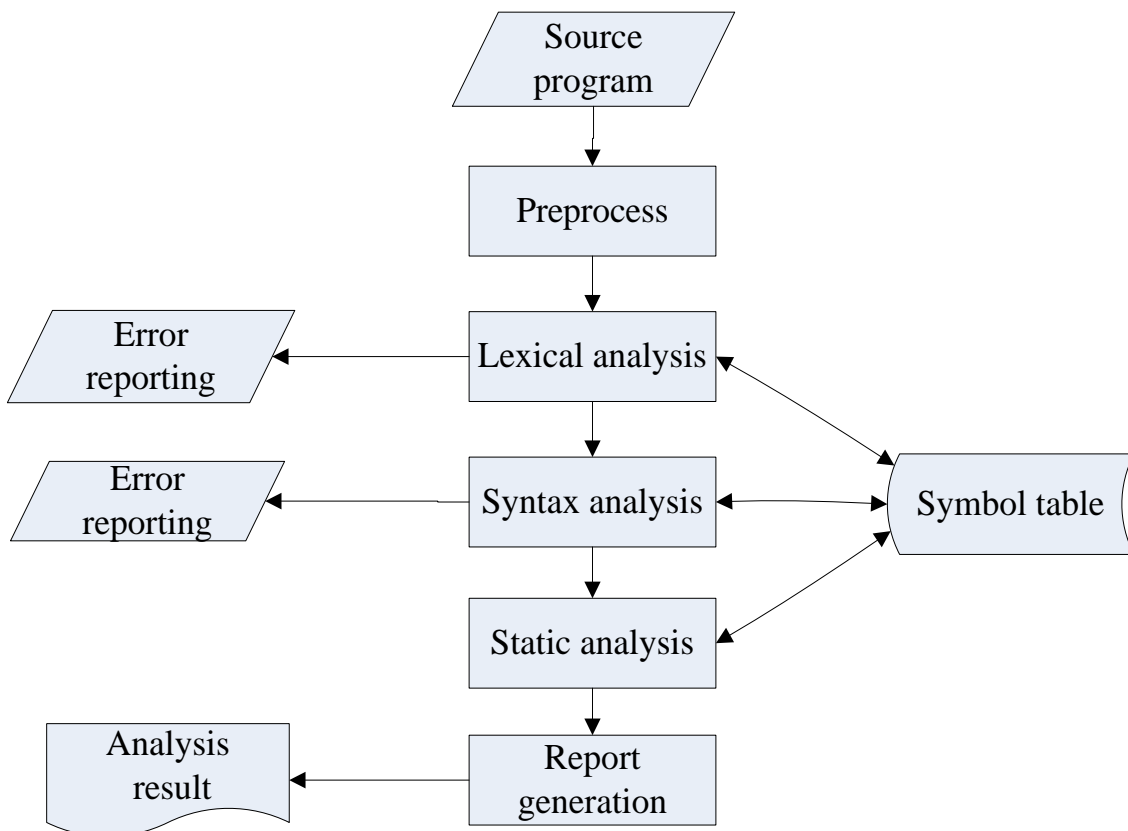 Source
program
Preprocess
Error
reporting
Lexical analysis
Error
reporting
Syntax analysis
Symbol table
Static analysis
Analysis
result
Report
generation